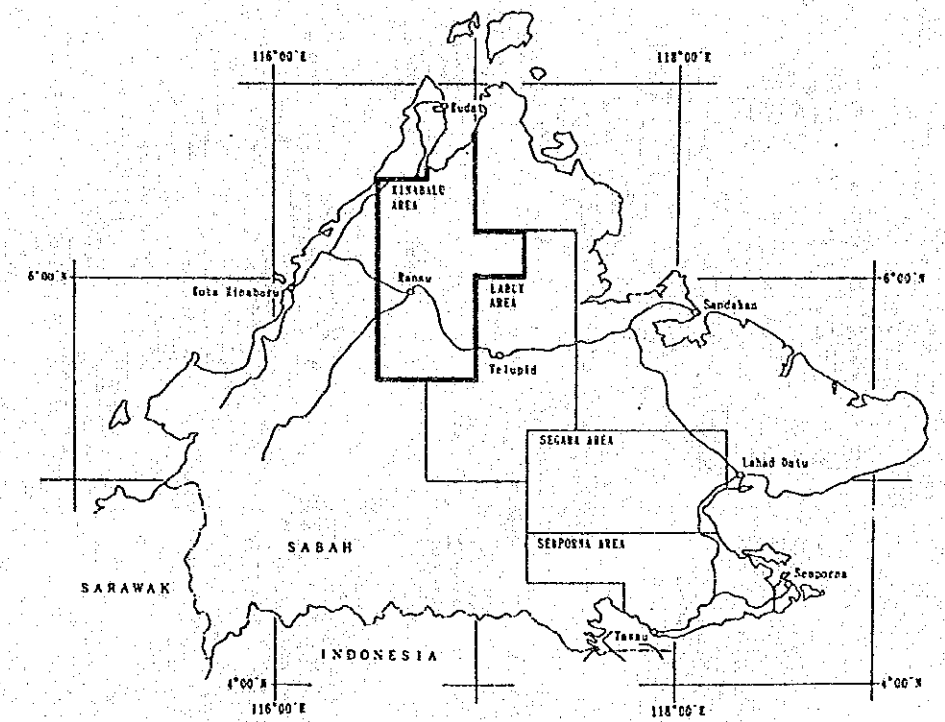 116°00'E
118°00'E
Kudat
KINABALU
AREA
6°00'N
6°00'N
Kota Kinabaru
Ranau
LABUK
AREA
Sandakan
Telupid
SEGAMA AREA
Lahad Datu
SEMPORNA AREA
SABAH
SARAWAK
Semporna
Tawau
INDONESIA
4°00'N
4°00'N
116°00'E
118°00'E